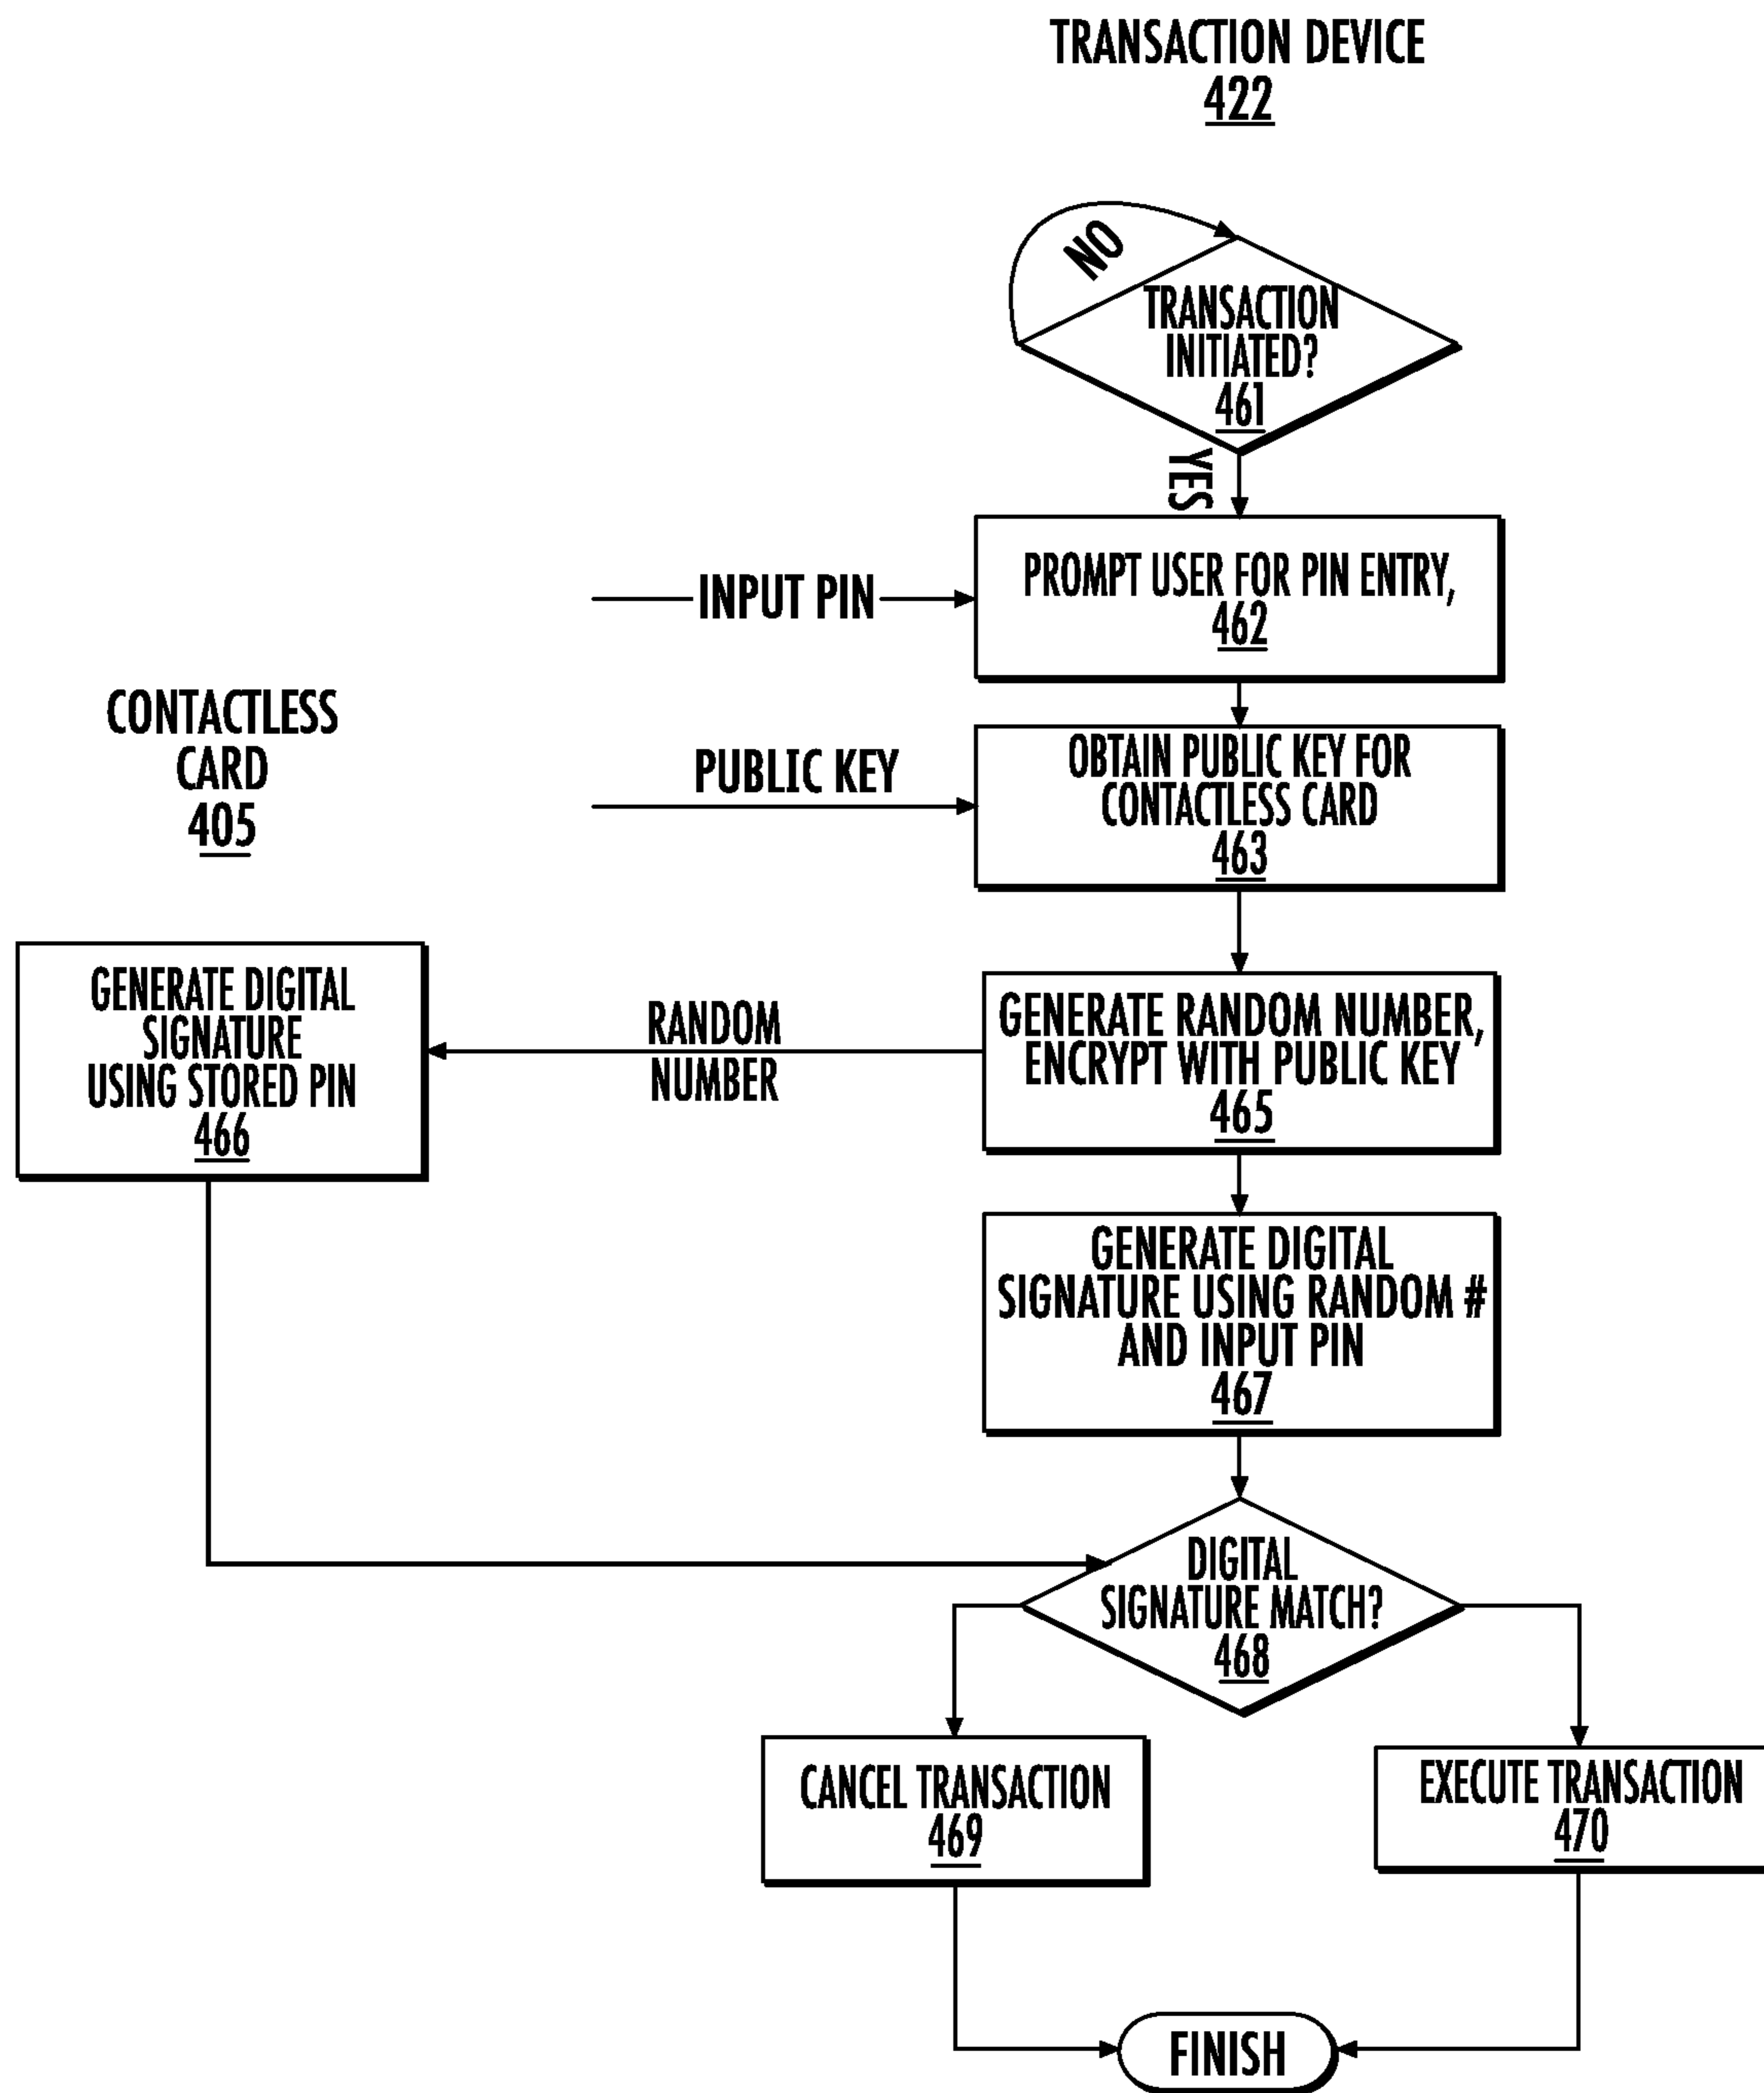 TRANSACTION DEVICE
422
NO
TRANSACTION
INITIATED?
461
YES
INPUT PIN
PROMPT USER FOR PIN ENTRY,
462
CONTACTLESS
CARD
405
PUBLIC KEY
OBTAIN PUBLIC KEY FOR
CONTACTLESS CARD
463
GENERATE DIGITAL
SIGNATURE
USING STORED PIN
466
RANDOM
NUMBER
GENERATE RANDOM NUMBER,
ENCRYPT WITH PUBLIC KEY
465
GENERATE DIGITAL
SIGNATURE USING RANDOM #
AND INPUT PIN
467
DIGITAL
SIGNATURE MATCH?
468
CANCEL TRANSACTION
469
EXECUTE TRANSACTION
470
FINISH